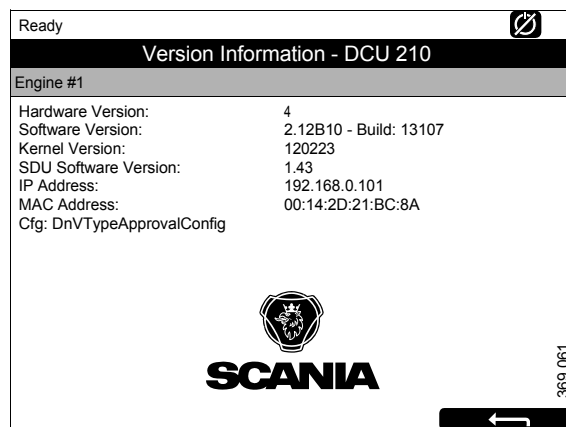 Ready
Version Information - DCU 210
Engine #1
Hardware Version: 4
Software Version: 2.12B10 - Build: 13107
Kernel Version: 120223
SDU Software Version: 1.43
IP Address: 192.168.0.101
MAC Address: 00:14:2D:21:BC:8A
Cfg: DnVTypeApprovalConfig
SCANIA
369 061